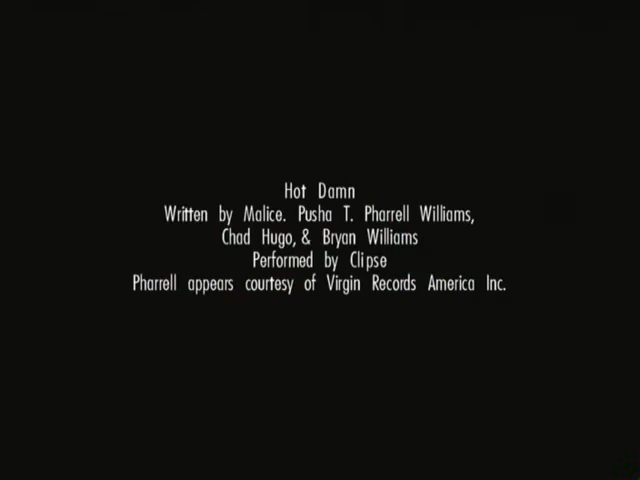 Hot Damn
Written by Malice. Pusha T. Pharrell Williams,
Chad Hugo, & Bryan Williams
Performed by Clipse
Pharrell appears courtesy of Virgin Records America Inc.